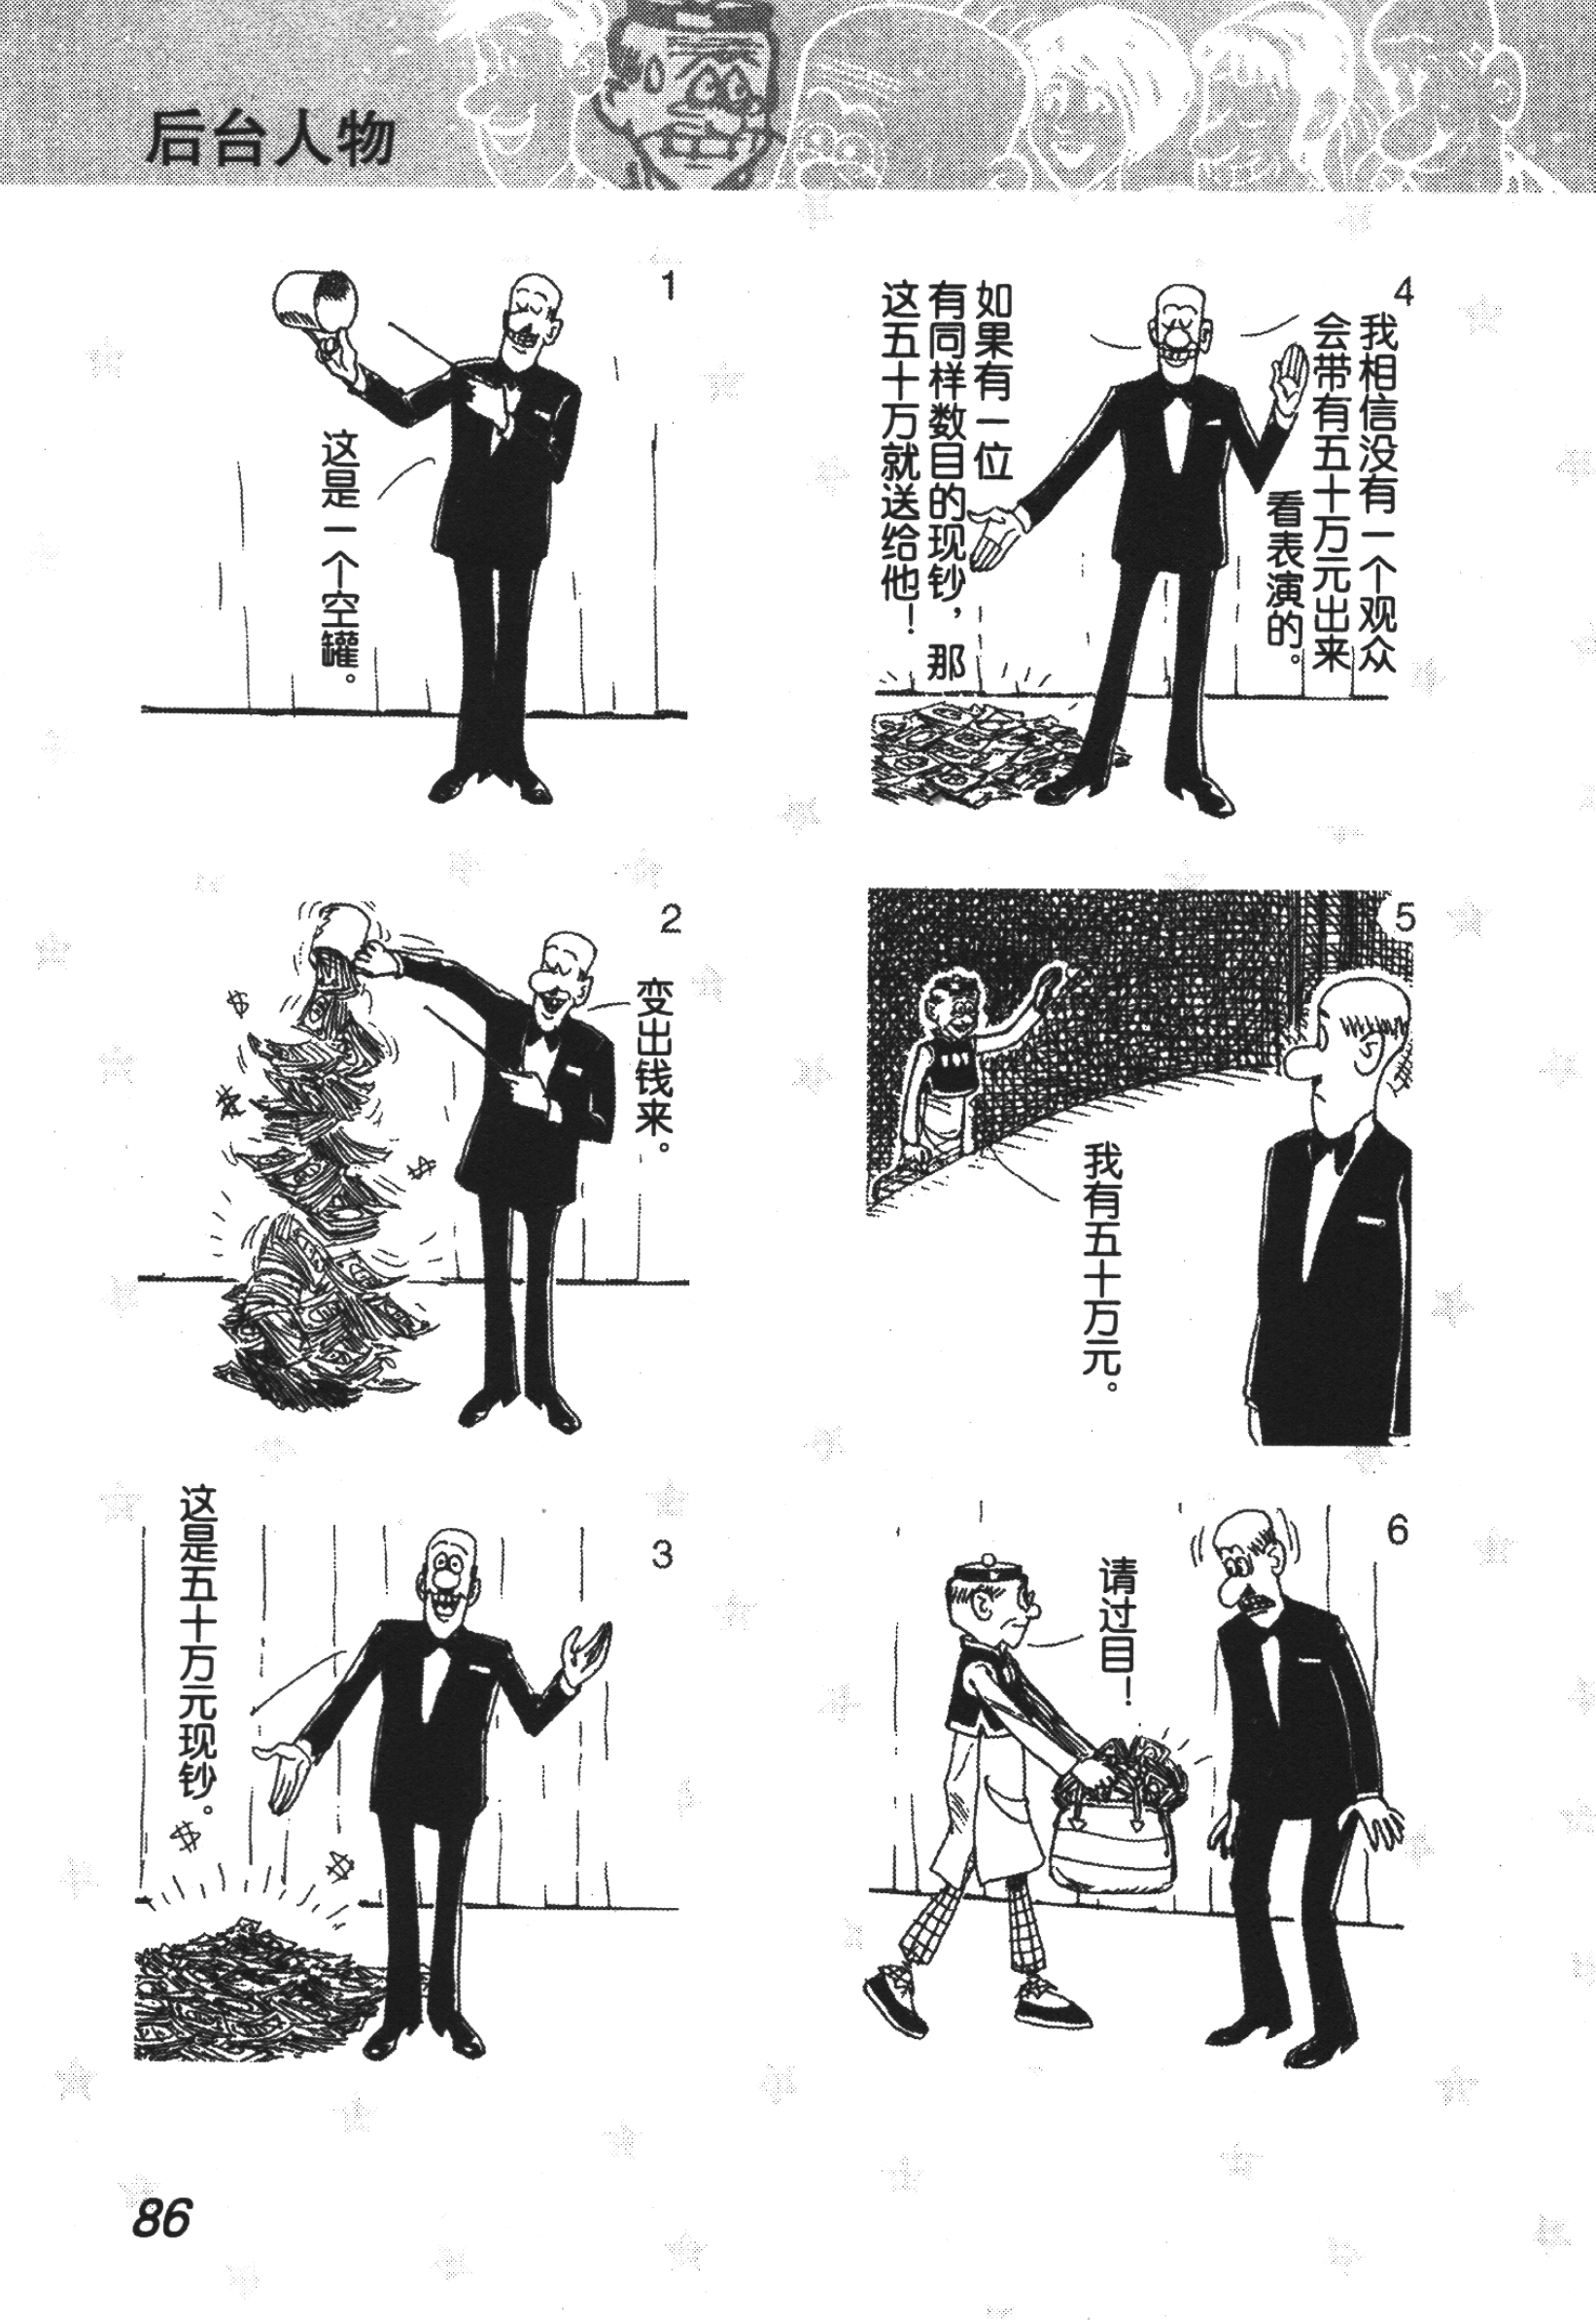 后台人物
1
这是一个空罐。
2
变出钱来。
3
这是五十万元现钞。
4
我相信没有一个观众
会带有五十万元出来
看表演的。
如果有一位
有同样数目的现钞，那
这五十万就送给他！
5
我有五十万元。
6
请过目！
86